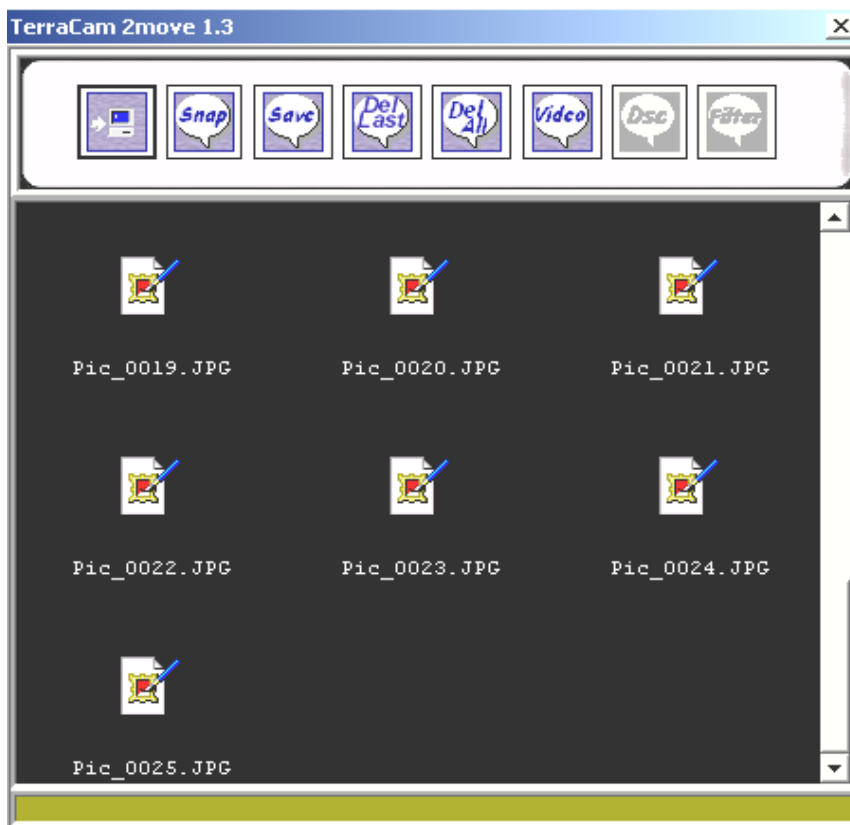 TerraCam 2move 1.3
Snap Save Del Last Del All Video Dsc Filter
Pic_0019.JPG Pic_0020.JPG Pic_0021.JPG
Pic_0022.JPG Pic_0023.JPG Pic_0024.JPG
Pic_0025.JPG